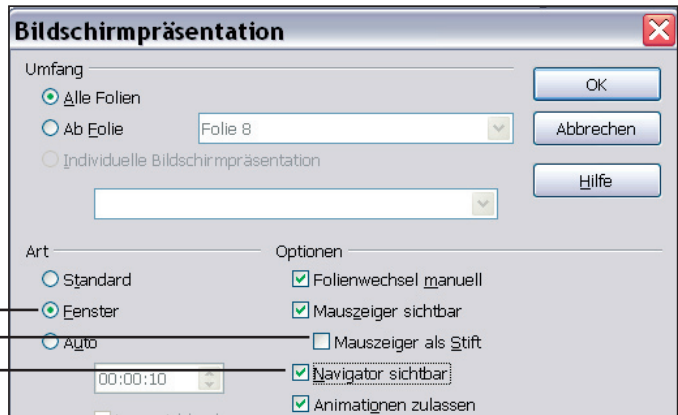 Bildschirmpräsentation
Umfang
Alle Folien
Ab Folie
Folie 8
Individuelle Bildschirmpräsentation
OK
Abbrechen
Hilfe
Art
Standard
Fenster
Auto
00:00:10
Optionen
Folienwechsel manuell
Mauszeiger sichtbar
Mauszeiger als Stift
Navigator sichtbar
Animationen zulassen